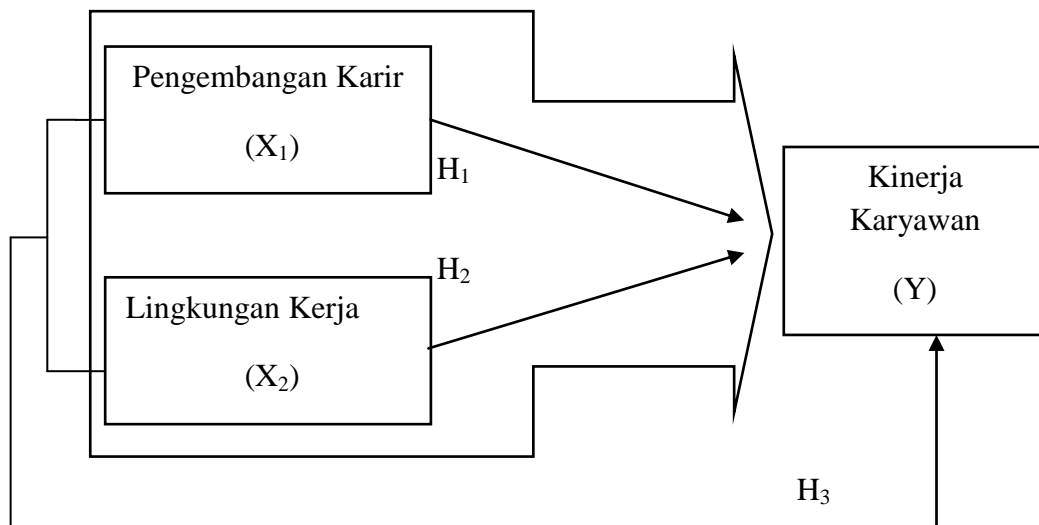 Pengembangan Karir
(X₁)
H₁
Lingkungan Kerja
(X₂)
H₂
Kinerja
Karyawan
(Y)
H₃